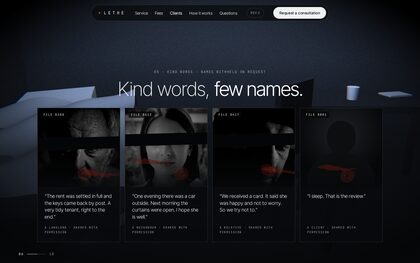 LETHE Service Fees Clients How it works Questions Request a consultation
05 · KIND WORDS · NAMES WITHHELD ON REQUEST
Kind words, few names.
"The rent was settled in full and
the keys came back by post. A
very tidy tenant, right to the
end."
A LANDLORD · SHARED WITH
PERMISSION
"One evening there was a car
outside. Next morning the
curtains were open. I hope she
is well."
A NEIGHBOUR · SHARED WITH
PERMISSION
"We received a card. It said she
was happy and not to worry.
So we try not to."
A RELATIVE · SHARED WITH
PERMISSION
"I sleep. That is the review."
A CLIENT · SHARED WITH
PERMISSION